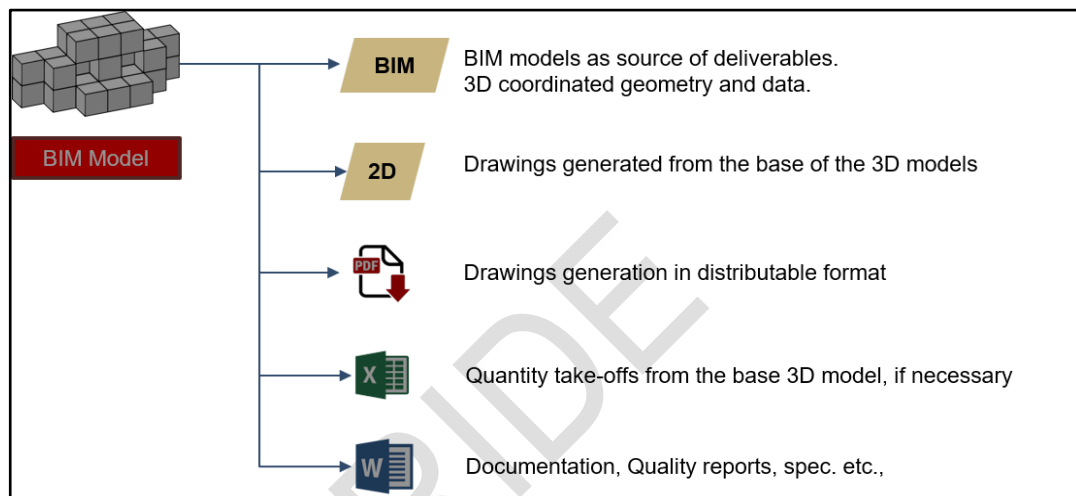 BIM Model
BIM
BIM models as source of deliverables.
3D coordinated geometry and data.
2D
Drawings generated from the base of the 3D models
PDF
Drawings generation in distributable format
X
Quantity take-offs from the base 3D model, if necessary
W
Documentation, Quality reports, spec. etc.,
PIDE